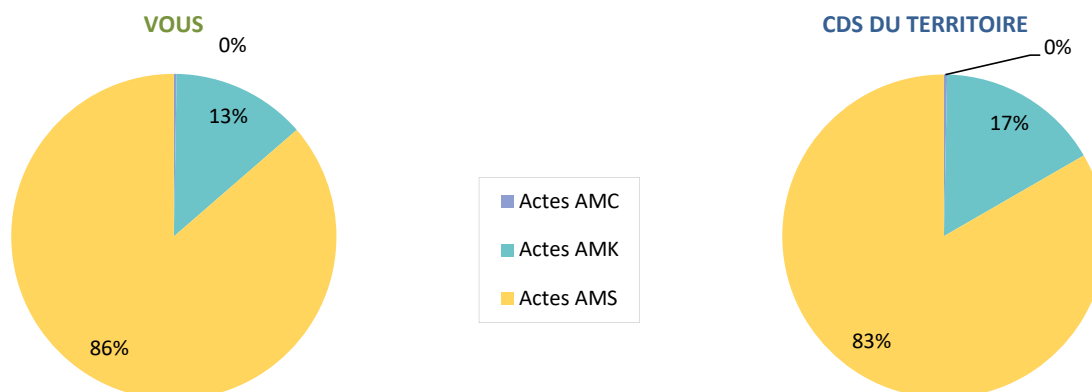 VOUS
0%
13%
86%
Actes AMC
Actes AMK
Actes AMS
CDS DU TERRITOIRE
0%
17%
83%